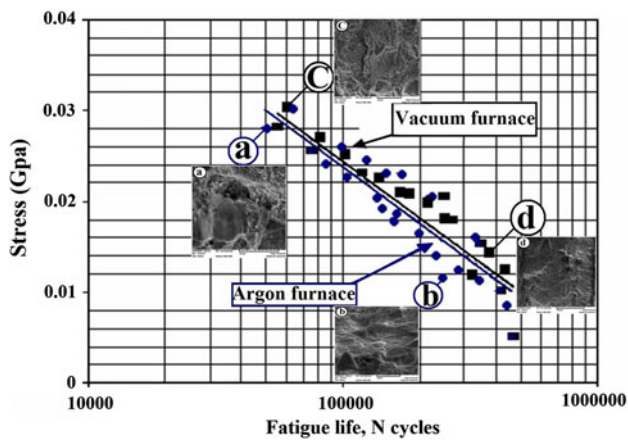 0.04
0.03
0.02
0.01
0
Stress (Gpa)
10000
100000
1000000
Fatigue life, N cycles
C
C
Vacuum furnace
a
a
d
d
Argon furnace
b
b